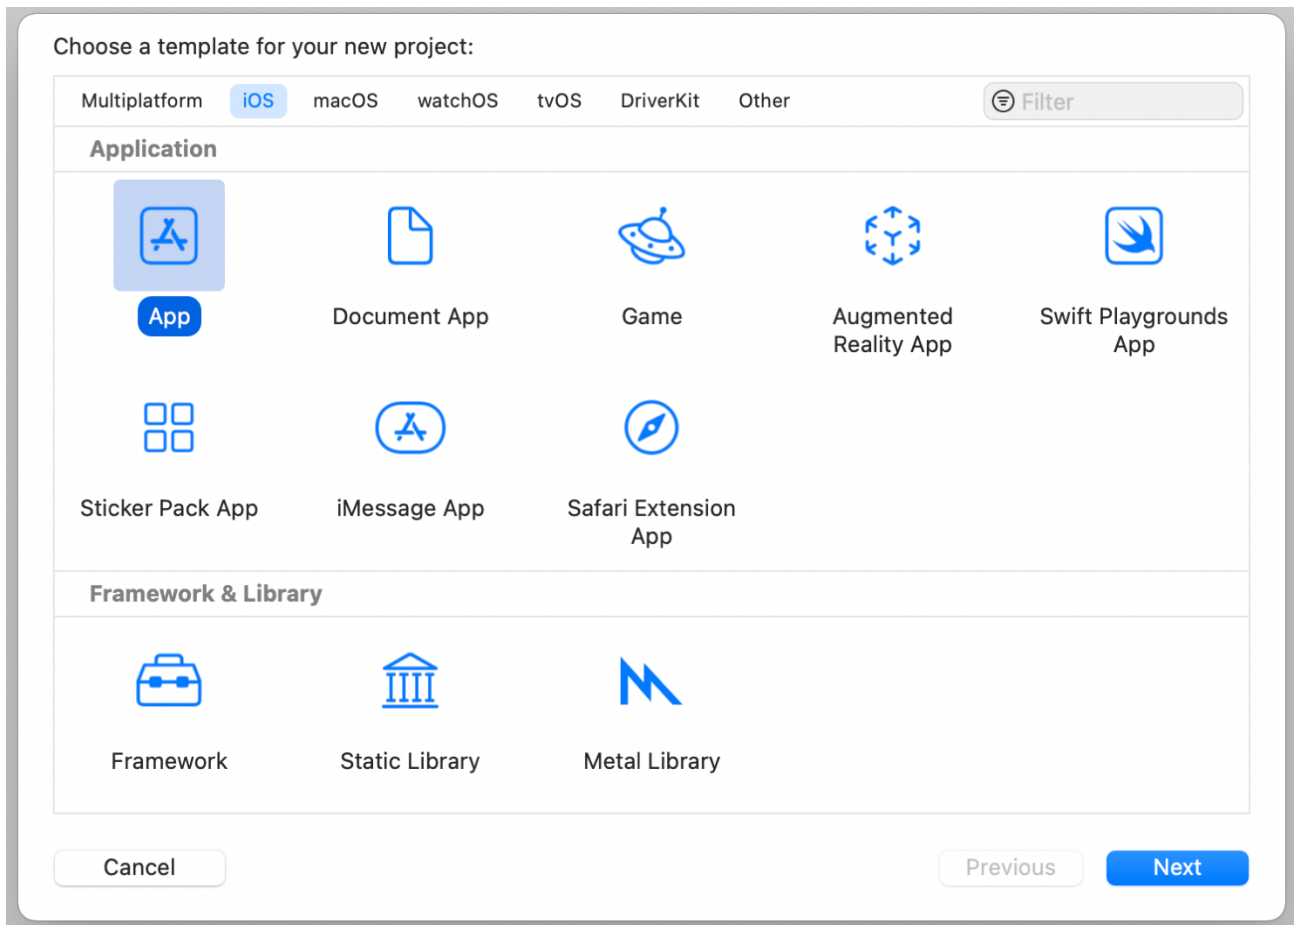 Choose a template for your new project:
Multiplatform iOS macOS watchOS tvOS DriverKit Other Filter
Application
App Document App Game Augmented Reality App Swift Playgrounds App
Sticker Pack App iMessage App Safari Extension App
Framework & Library
Framework Static Library Metal Library
Cancel Previous Next